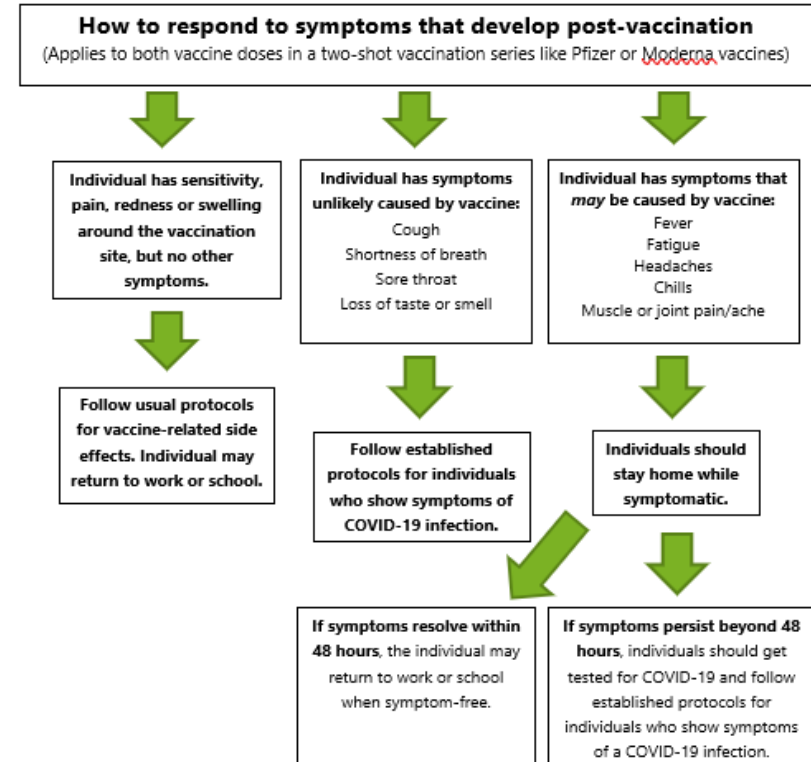 How to respond to symptoms that develop post-vaccination
(Applies to both vaccine doses in a two-shot vaccination series like Pfizer or Moderna vaccines)
Individual has sensitivity,
pain, redness or swelling
around the vaccination
site, but no other
symptoms.
Individual has symptoms
unlikely caused by vaccine:
Cough
Shortness of breath
Sore throat
Loss of taste or smell
Individual has symptoms that
may be caused by vaccine:
Fever
Fatigue
Headaches
Chills
Muscle or joint pain/ache
Follow usual protocols
for vaccine-related side
effects. Individual may
return to work or school.
Follow established
protocols for individuals
who show symptoms of
COVID-19 infection.
Individuals should
stay home while
symptomatic.
If symptoms resolve within
48 hours, the individual may
return to work or school
when symptom-free.
If symptoms persist beyond 48
hours, individuals should get
tested for COVID-19 and follow
established protocols for
individuals who show symptoms
of a COVID-19 infection.